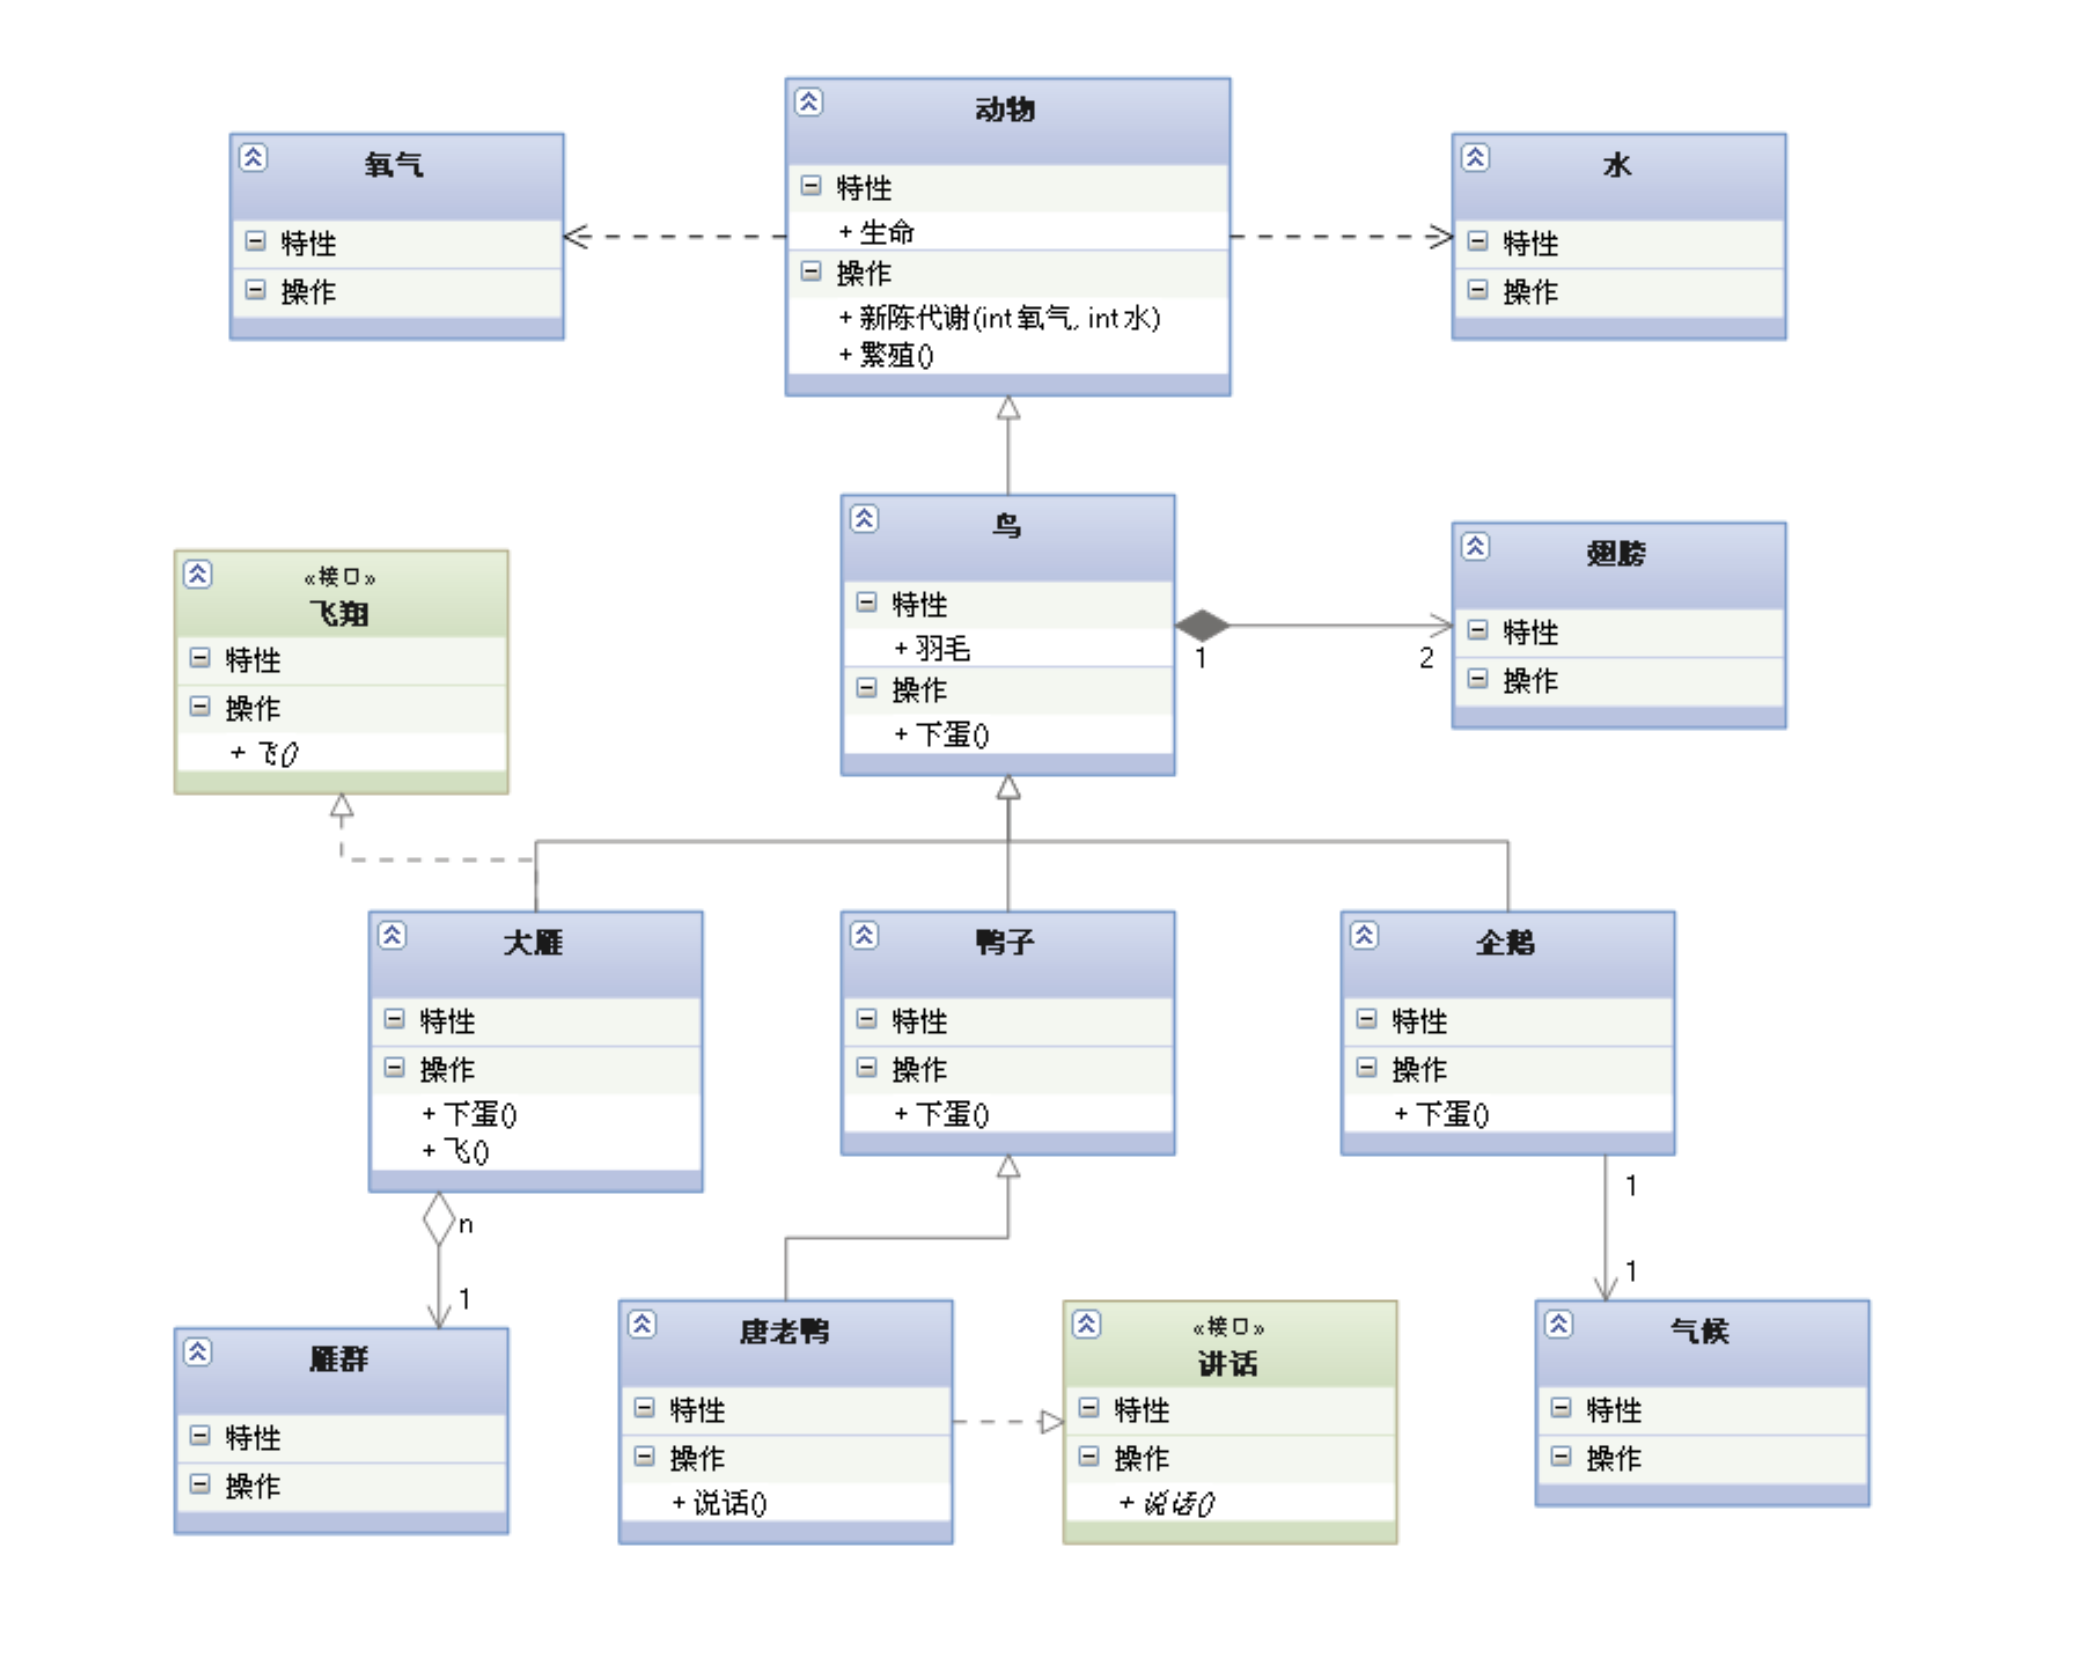 动物
特性
+ 生命
操作
+ 新陈代谢(int 氧气, int 水)
+ 繁殖()
氧气
特性
操作
水
特性
操作
鸟
特性
+ 羽毛
操作
+ 下蛋()
«接口»
飞翔
特性
操作
+ 飞()
翅膀
特性
操作
1
2
大雁
特性
操作
+ 下蛋()
+ 飞()
鸭子
特性
操作
+ 下蛋()
企鹅
特性
操作
+ 下蛋()
n
1
1
1
雁群
特性
操作
唐老鸭
特性
操作
+ 说话()
«接口»
讲话
特性
操作
+ 说话()
气候
特性
操作